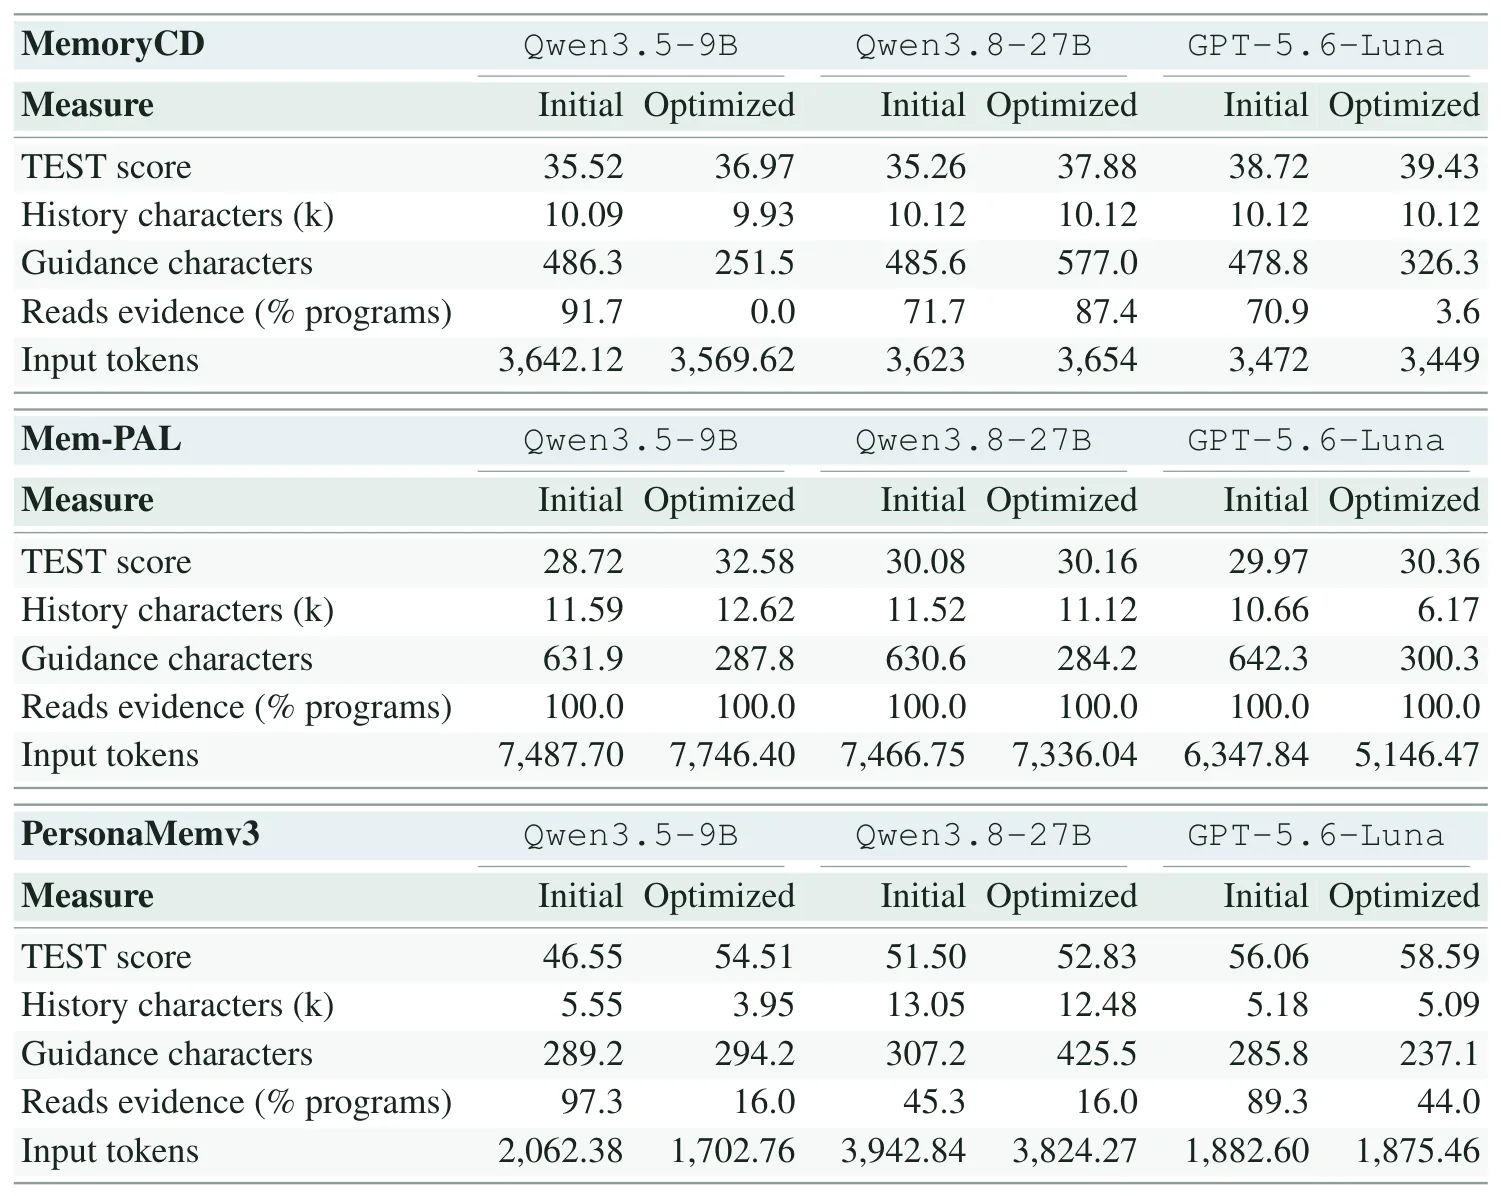 MemoryCD Qwen3.5-9B Qwen3.8-27B GPT-5.6-Luna
Measure Initial Optimized Initial Optimized Initial Optimized
TEST score 35.52 36.97 35.26 37.88 38.72 39.43
History characters (k) 10.09 9.93 10.12 10.12 10.12 10.12
Guidance characters 486.3 251.5 485.6 577.0 478.8 326.3
Reads evidence (% programs) 91.7 0.0 71.7 87.4 70.9 3.6
Input tokens 3,642.12 3,569.62 3,623 3,654 3,472 3,449
Mem-PAL Qwen3.5-9B Qwen3.8-27B GPT-5.6-Luna
Measure Initial Optimized Initial Optimized Initial Optimized
TEST score 28.72 32.58 30.08 30.16 29.97 30.36
History characters (k) 11.59 12.62 11.52 11.12 10.66 6.17
Guidance characters 631.9 287.8 630.6 284.2 642.3 300.3
Reads evidence (% programs) 100.0 100.0 100.0 100.0 100.0 100.0
Input tokens 7,487.70 7,746.40 7,466.75 7,336.04 6,347.84 5,146.47
PersonaMemv3 Qwen3.5-9B Qwen3.8-27B GPT-5.6-Luna
Measure Initial Optimized Initial Optimized Initial Optimized
TEST score 46.55 54.51 51.50 52.83 56.06 58.59
History characters (k) 5.55 3.95 13.05 12.48 5.18 5.09
Guidance characters 289.2 294.2 307.2 425.5 285.8 237.1
Reads evidence (% programs) 97.3 16.0 45.3 16.0 89.3 44.0
Input tokens 2,062.38 1,702.76 3,942.84 3,824.27 1,882.60 1,875.46